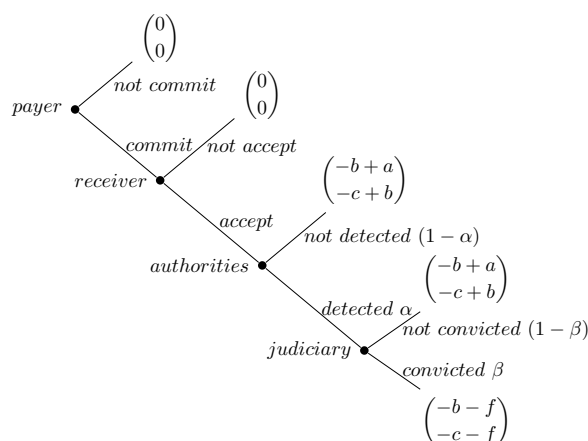 (0
0)
not commit
payer
(0
0)
commit
not accept
receiver
(−b + a
−c + b)
accept
not detected (1 − α)
authorities
(−b + a
−c + b)
detected α
not convicted (1 − β)
judiciary
convicted β
(−b − f
−c − f)